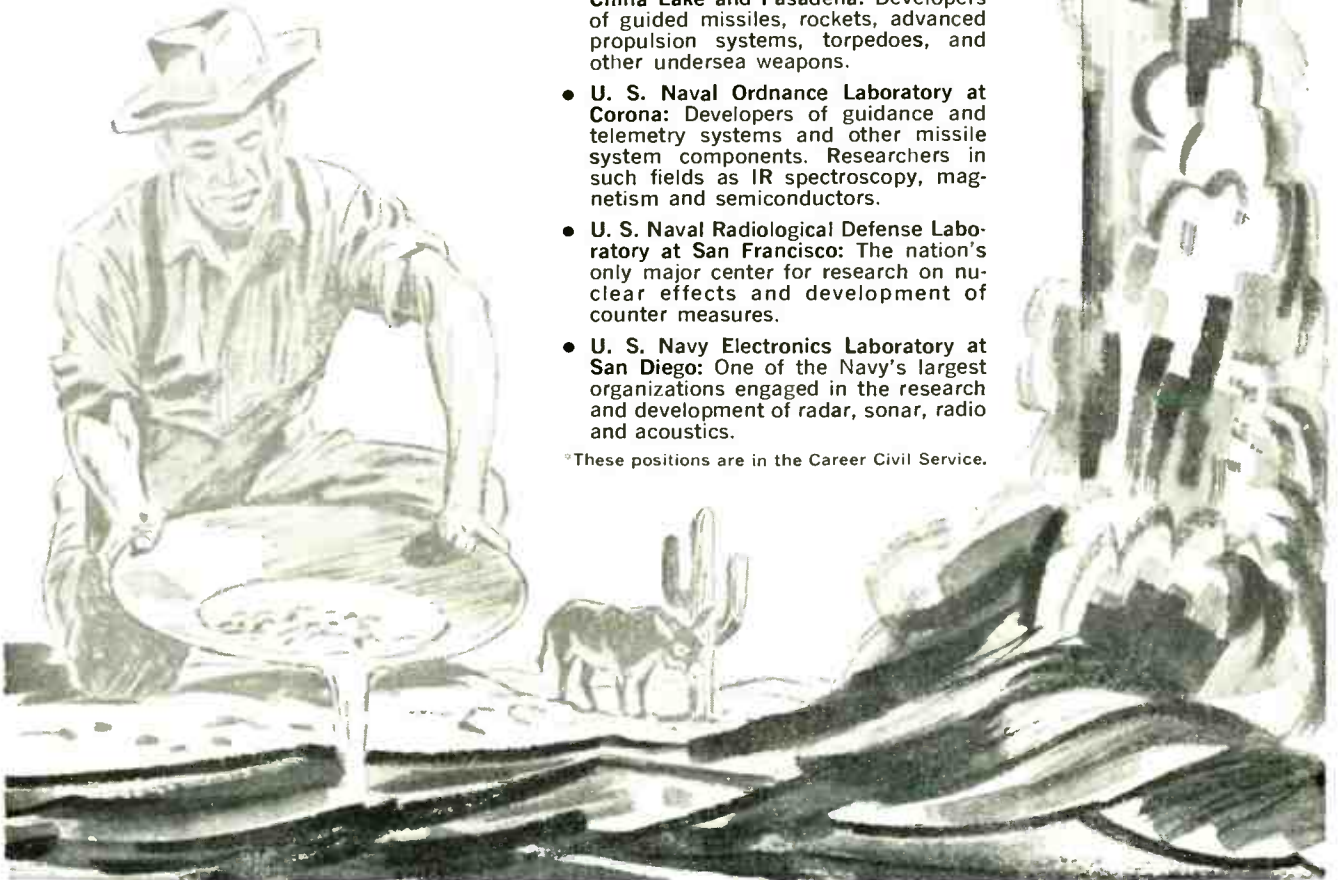 China Lake and Pasadena: Developers
of guided missiles, rockets, advanced
propulsion systems, torpedoes, and
other undersea weapons.
● U. S. Naval Ordnance Laboratory at
Corona: Developers of guidance and
telemetry systems and other missile
system components. Researchers in
such fields as IR spectroscopy, mag-
netism and semiconductors.
● U. S. Naval Radiological Defense Labo-
ratory at San Francisco: The nation's
only major center for research on nu-
clear effects and development of
counter measures.
● U. S. Navy Electronics Laboratory at
San Diego: One of the Navy's largest
organizations engaged in the research
and development of radar, sonar, radio
and acoustics.
*These positions are in the Career Civil Service.